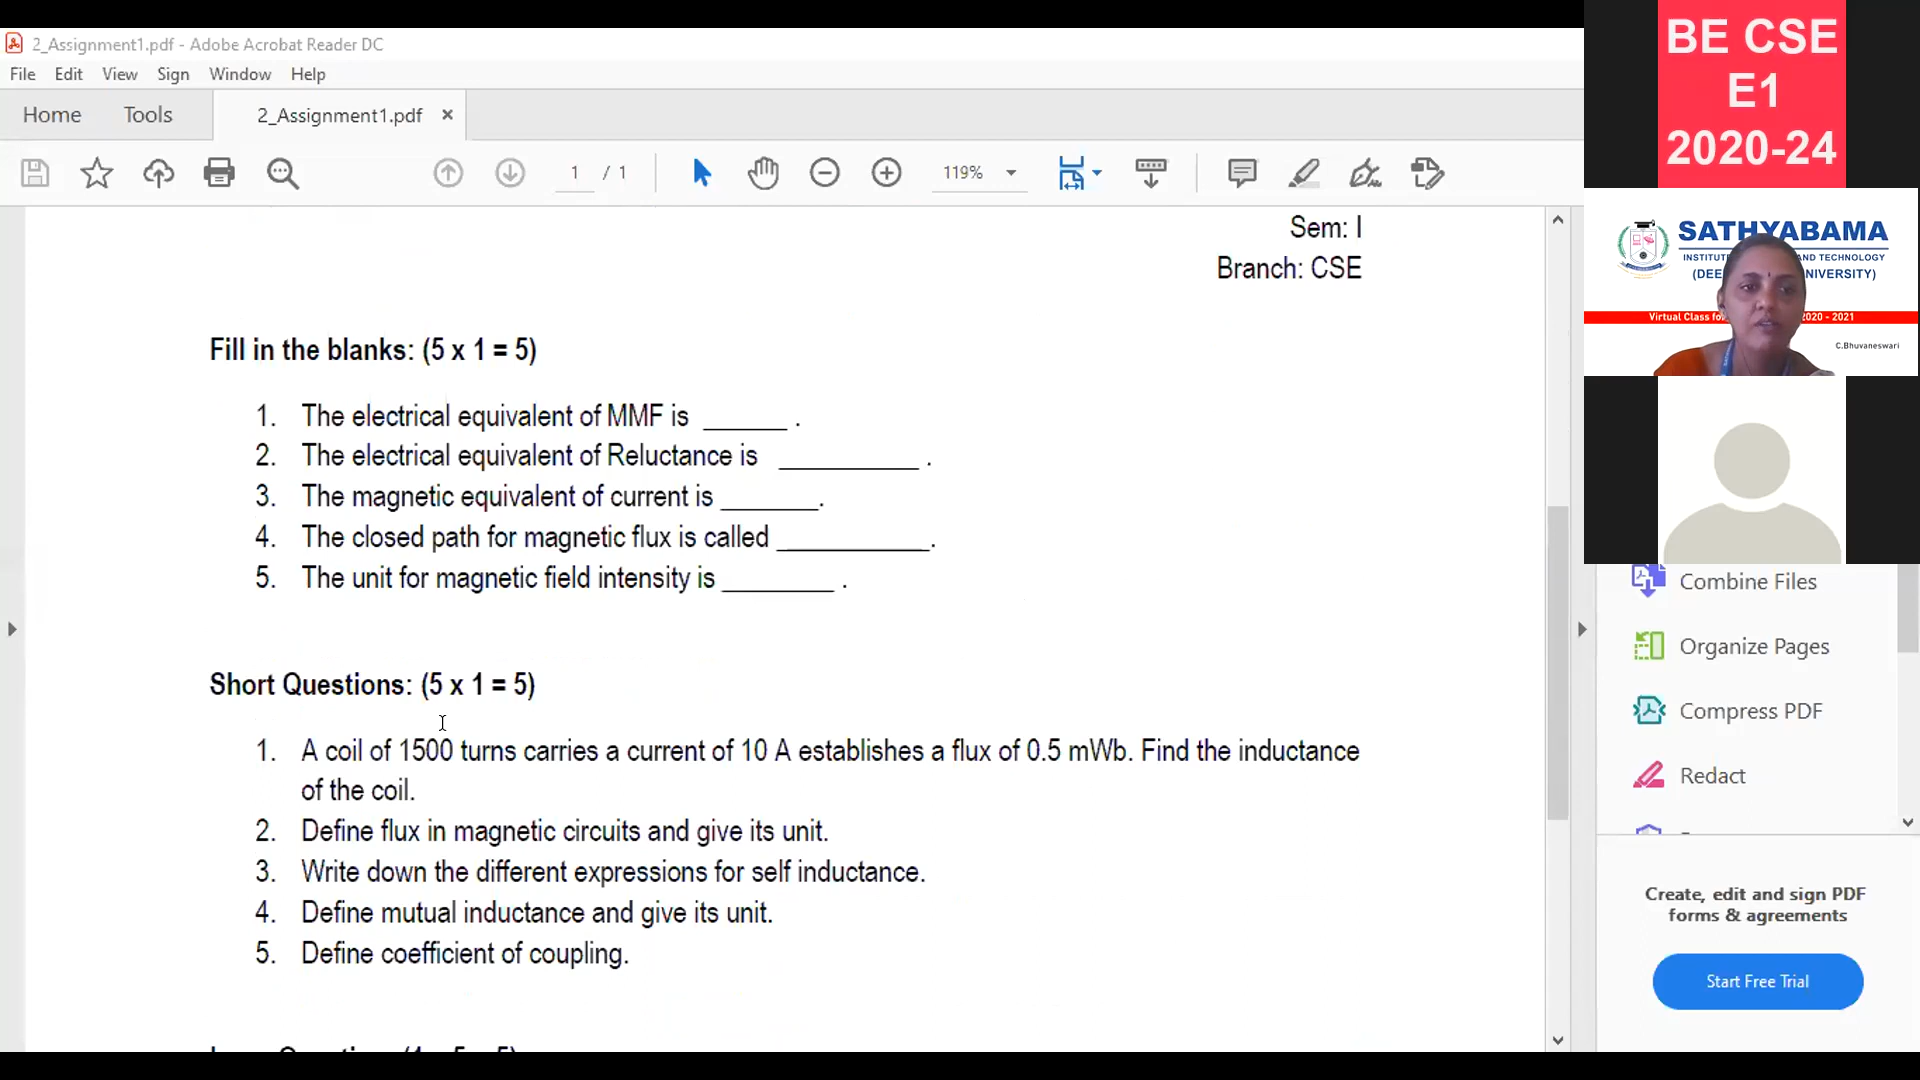 2_Assignment1.pdf - Adobe Acrobat Reader DC
File Edit View Sign Window Help
Home Tools 2_Assignment1.pdf ×
1 / 1 119%
Sem: I
Branch: CSE
Fill in the blanks: (5 x 1 = 5)
1. The electrical equivalent of MMF is ______ .
2. The electrical equivalent of Reluctance is __________ .
3. The magnetic equivalent of current is _______.
4. The closed path for magnetic flux is called ___________.
5. The unit for magnetic field intensity is ________ .
Short Questions: (5 x 1 = 5)
1. A coil of 1500 turns carries a current of 10 A establishes a flux of 0.5 mWb. Find the inductance
of the coil.
2. Define flux in magnetic circuits and give its unit.
3. Write down the different expressions for self inductance.
4. Define mutual inductance and give its unit.
5. Define coefficient of coupling.
BE CSE
E1
2020-24
SATHYABAMA
INSTITUTE AND TECHNOLOGY
(DEE NIVERSITY)
Virtual Class fo 2020 - 2021
C.Bhuvaneswari
Combine Files
Organize Pages
Compress PDF
Redact
Create, edit and sign PDF
forms & agreements
Start Free Trial